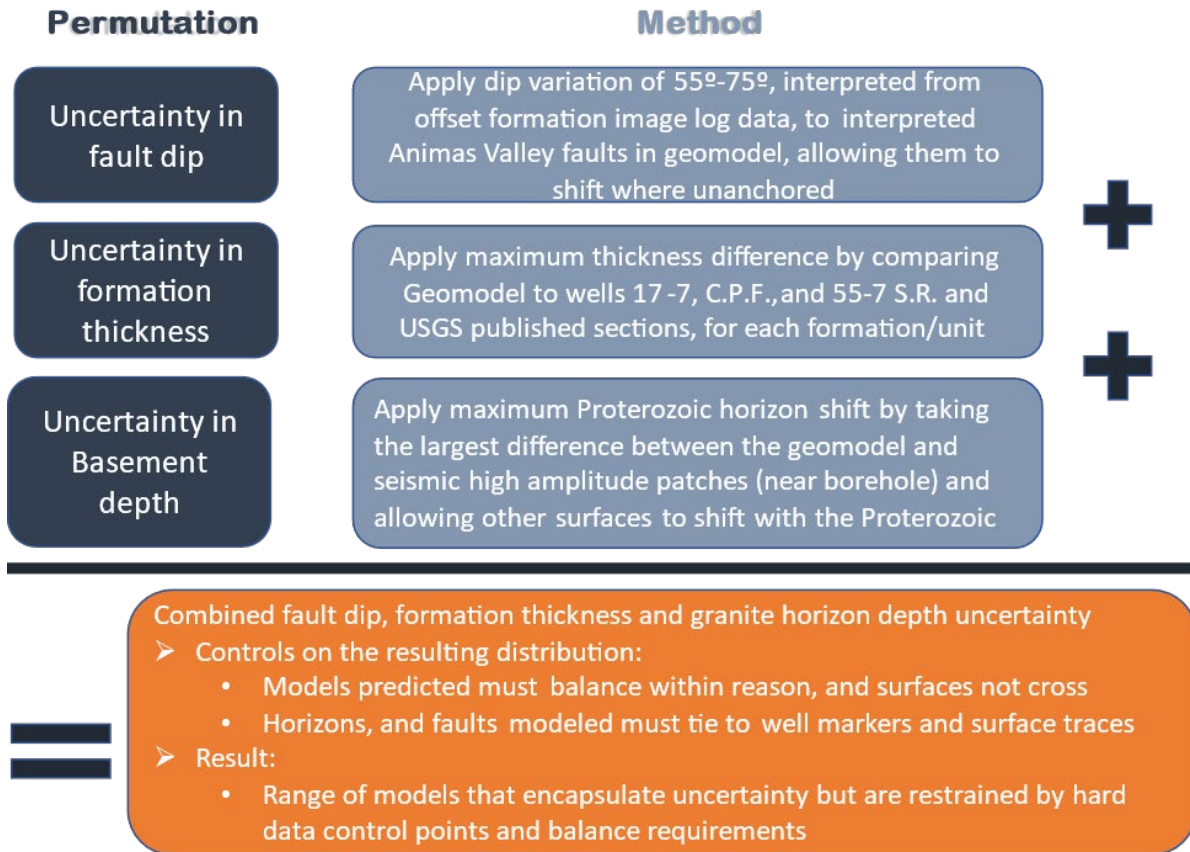 Permutation
Method
Uncertainty in
fault dip
Apply dip variation of 55º-75º, interpreted from
offset formation image log data, to interpreted
Animas Valley faults in geomodel, allowing them to
shift where unanchored
Uncertainty in
formation
thickness
Apply maximum thickness difference by comparing
Geomodel to wells 17-7, C.P.F., and 55-7 S.R. and
USGS published sections, for each formation/unit
Uncertainty in
Basement
depth
Apply maximum Proterozoic horizon shift by taking
the largest difference between the geomodel and
seismic high amplitude patches (near borehole) and
allowing other surfaces to shift with the Proterozoic
Combined fault dip, formation thickness and granite horizon depth uncertainty
➢ Controls on the resulting distribution:
• Models predicted must balance within reason, and surfaces not cross
• Horizons, and faults modeled must tie to well markers and surface traces
➢ Result:
• Range of models that encapsulate uncertainty but are restrained by hard
data control points and balance requirements